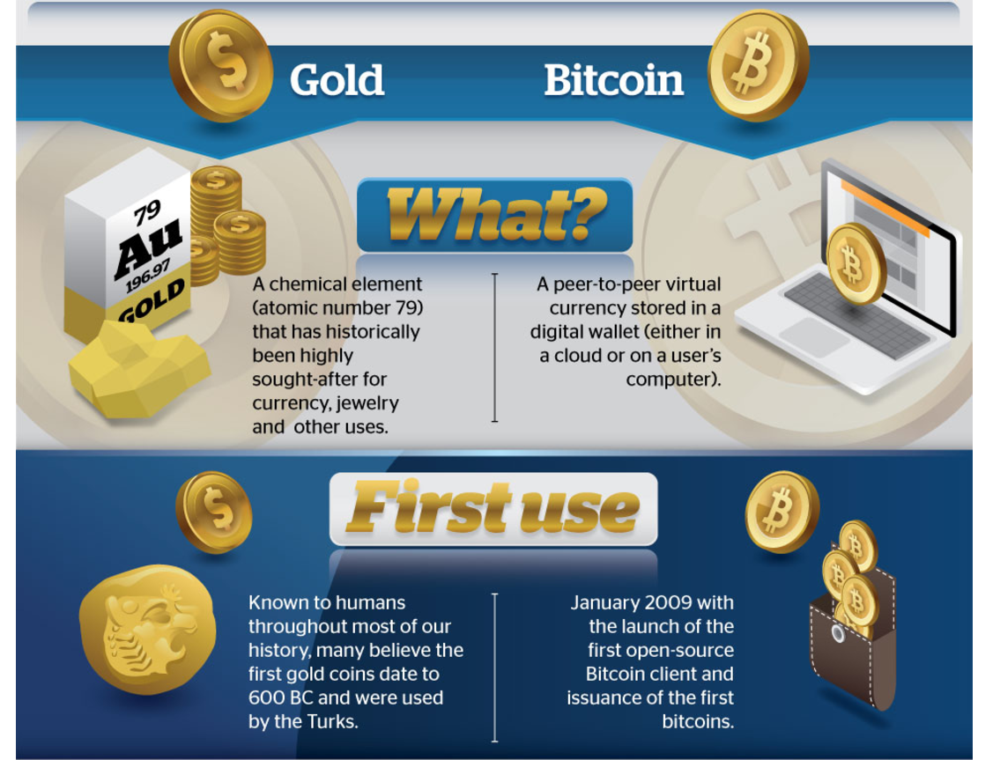 Gold
Bitcoin
What?
79
Au
196.97
GOLD
A chemical element
(atomic number 79)
that has historically
been highly
sought-after for
currency, jewelry
and other uses.
A peer-to-peer virtual
currency stored in a
digital wallet (either in
a cloud or on a user's
computer).
First use
Known to humans
throughout most of our
history, many believe the
first gold coins date to
600 BC and were used
by the Turks.
January 2009 with
the launch of the
first open-source
Bitcoin client and
issuance of the first
bitcoins.